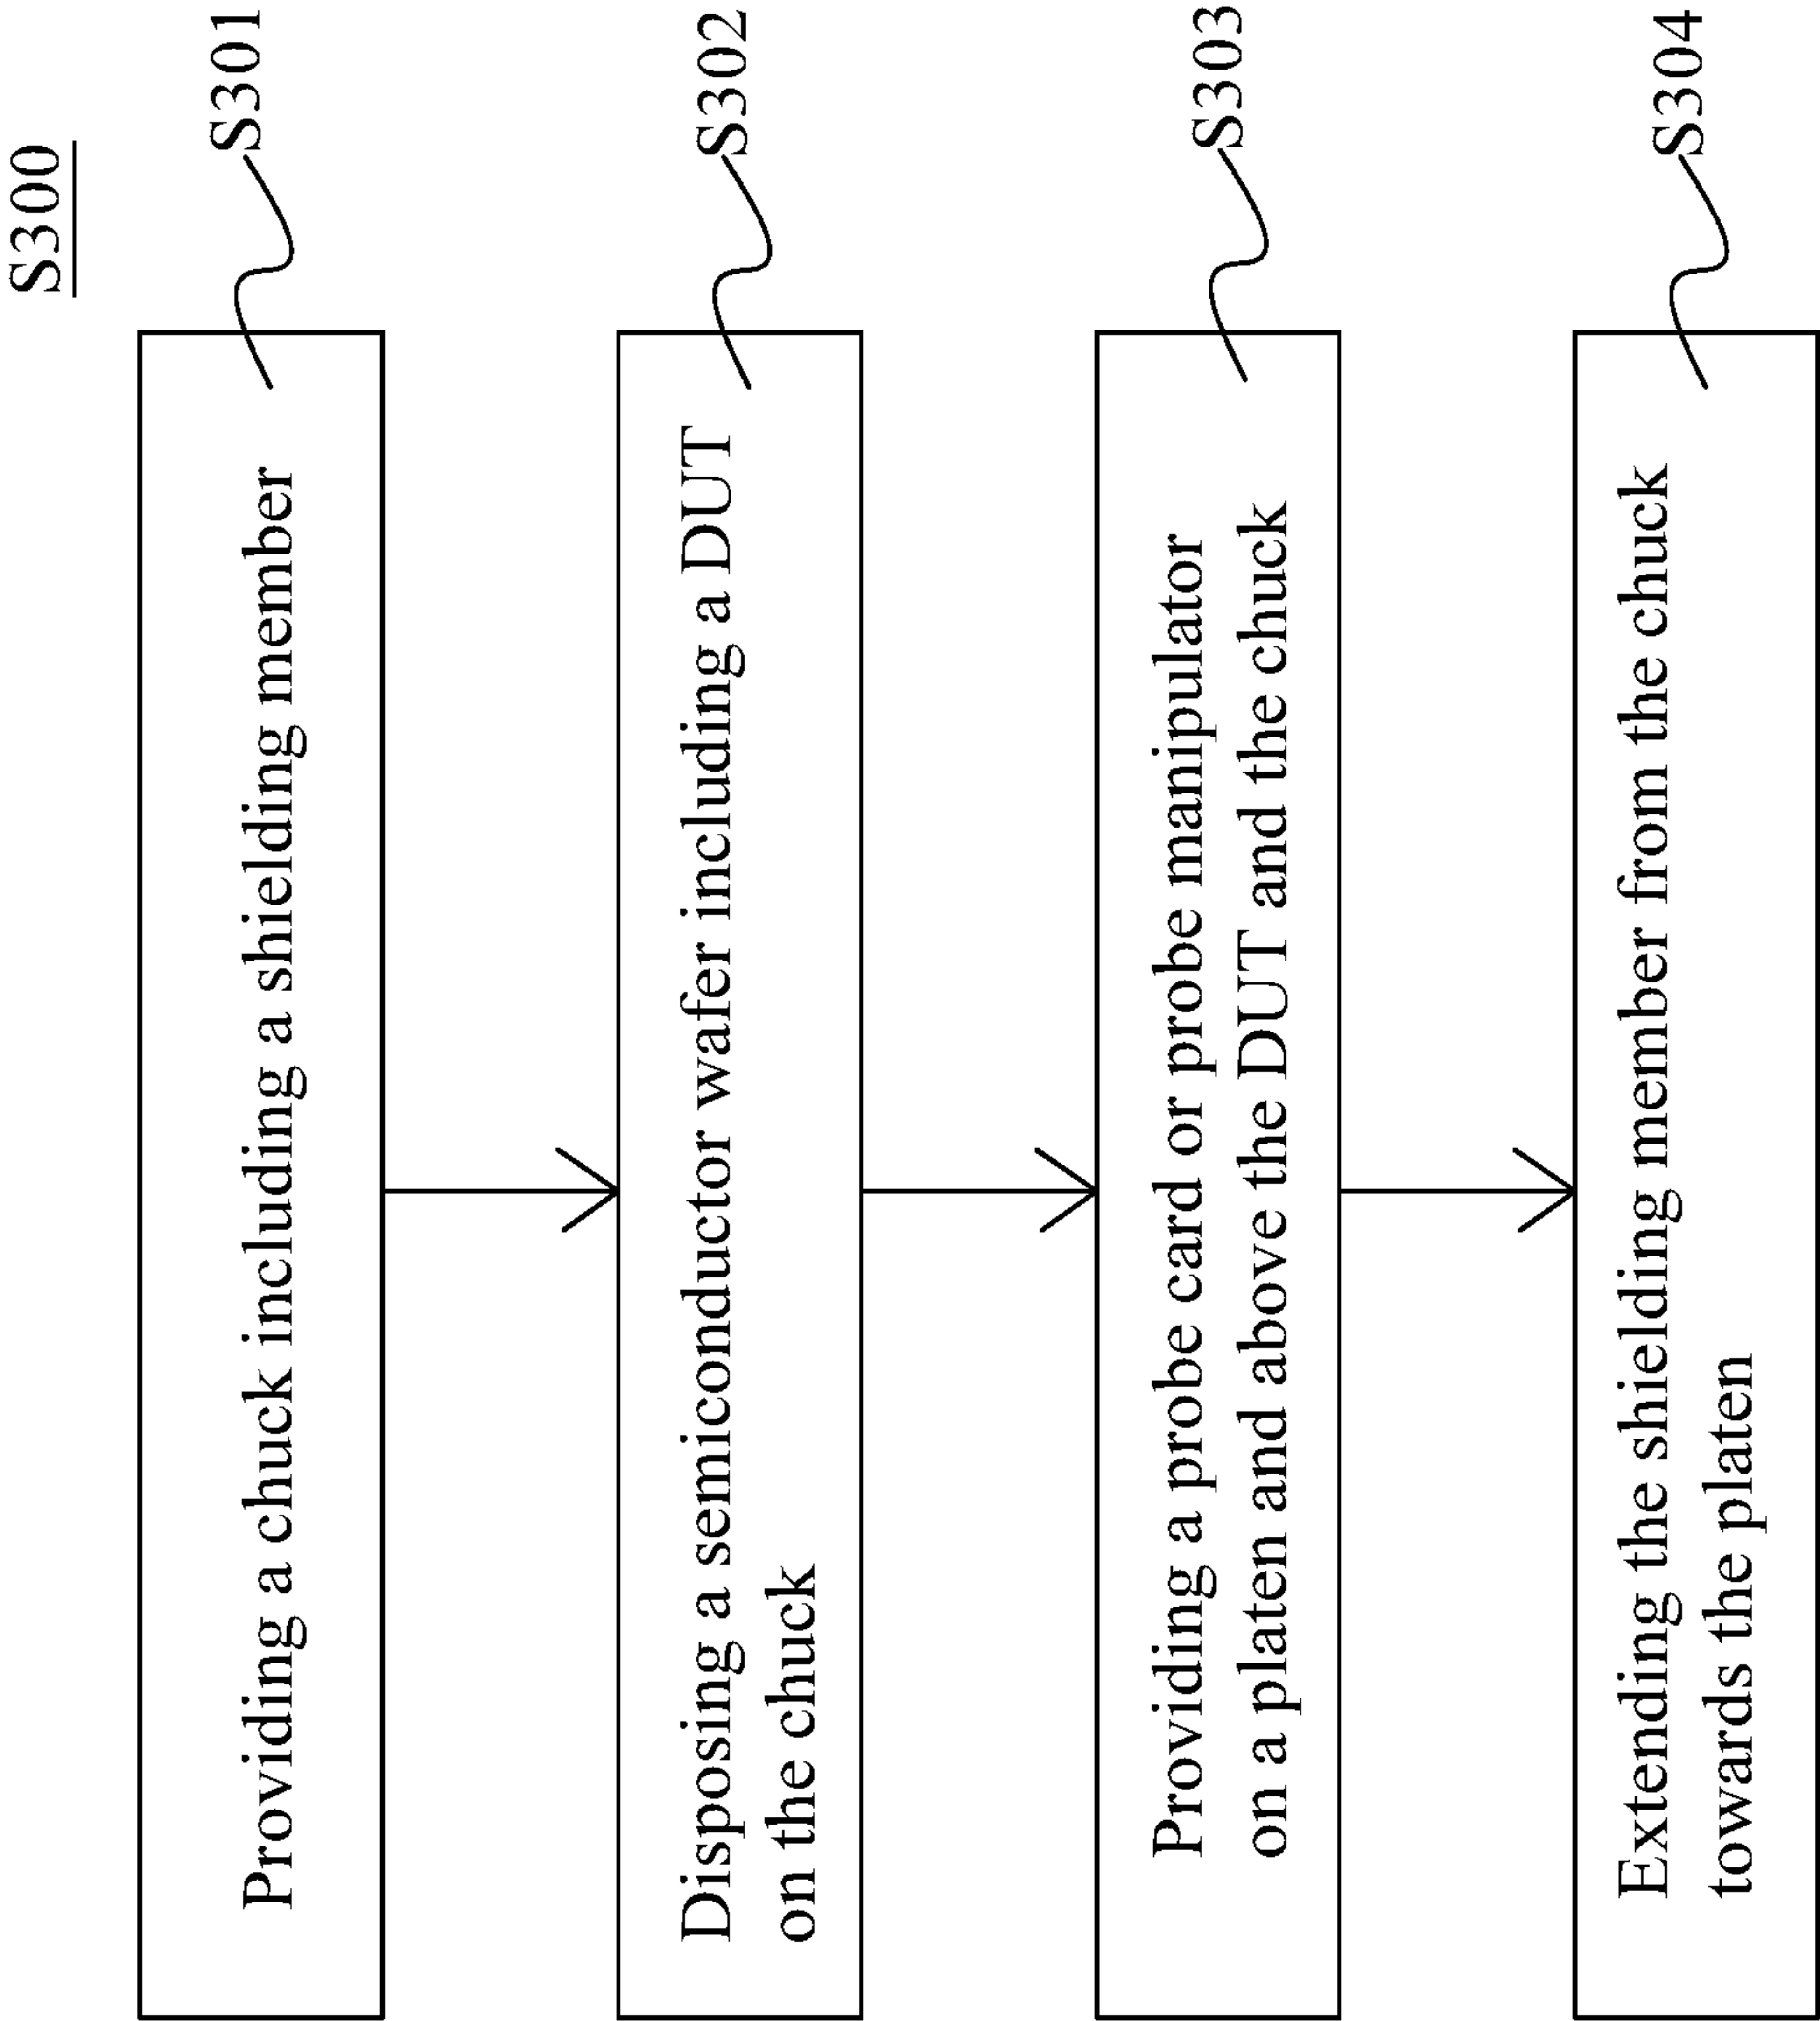 S300
Providing a chuck including a shielding member
S301
Disposing a semiconductor wafer including a DUT
on the chuck
S302
Providing a probe card or probe manipulator
on a platen and above the DUT and the chuck
S303
Extending the shielding member from the chuck
towards the platen
S304